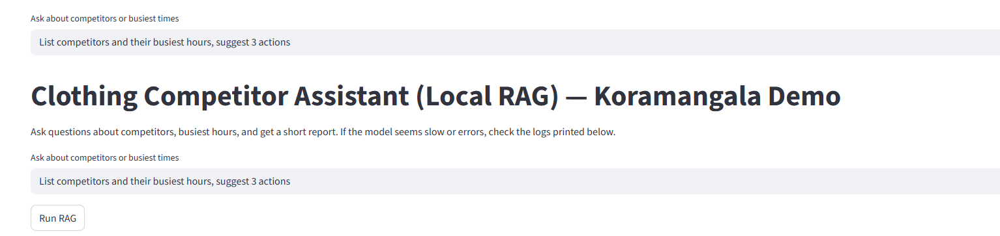 Ask about competitors or busiest times
List competitors and their busiest hours, suggest 3 actions
Clothing Competitor Assistant (Local RAG) — Koramangala Demo
Ask questions about competitors, busiest hours, and get a short report. If the model seems slow or errors, check the logs printed below.
Ask about competitors or busiest times
List competitors and their busiest hours, suggest 3 actions
Run RAG